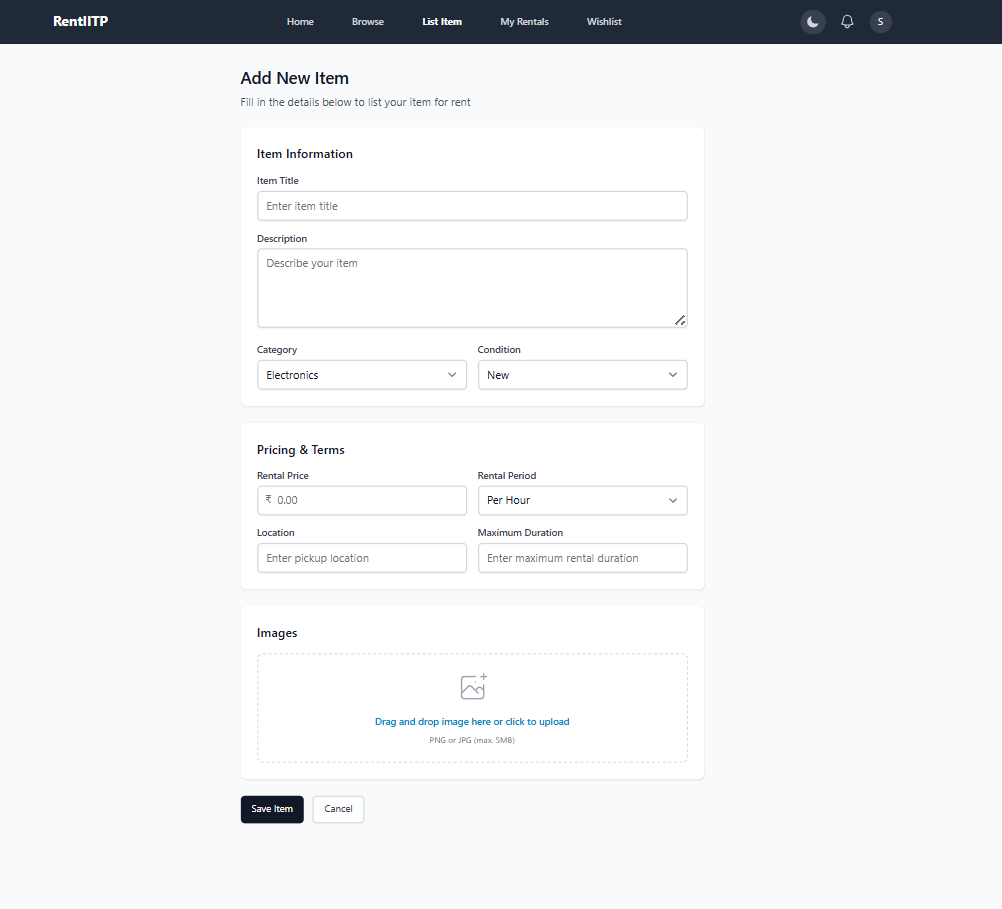 RentIITP
Home Browse List Item My Rentals Wishlist S
Add New Item
Fill in the details below to list your item for rent
Item Information
Item Title
Enter item title
Description
Describe your item
Category Condition
Electronics New
Pricing & Terms
Rental Price Rental Period
₹ 0.00 Per Hour
Location Maximum Duration
Enter pickup location Enter maximum rental duration
Images
Drag and drop image here or click to upload
PNG or JPG (max. 5MB)
Save Item Cancel